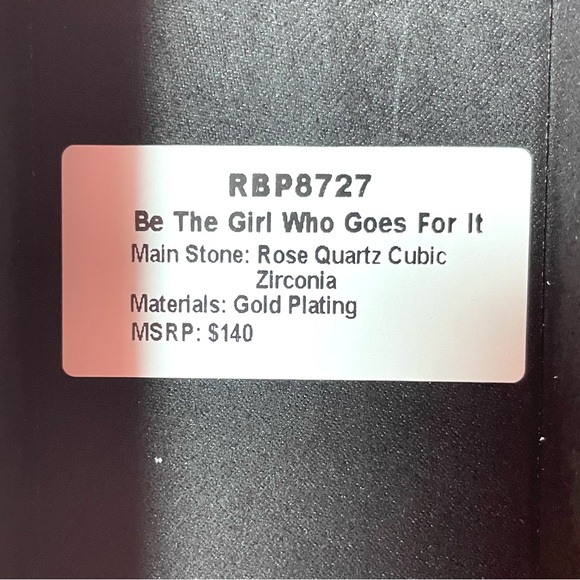 RBP8727
Be The Girl Who Goes For It
Main Stone: Rose Quartz Cubic
Zirconia
Materials: Gold Plating
MSRP: $140